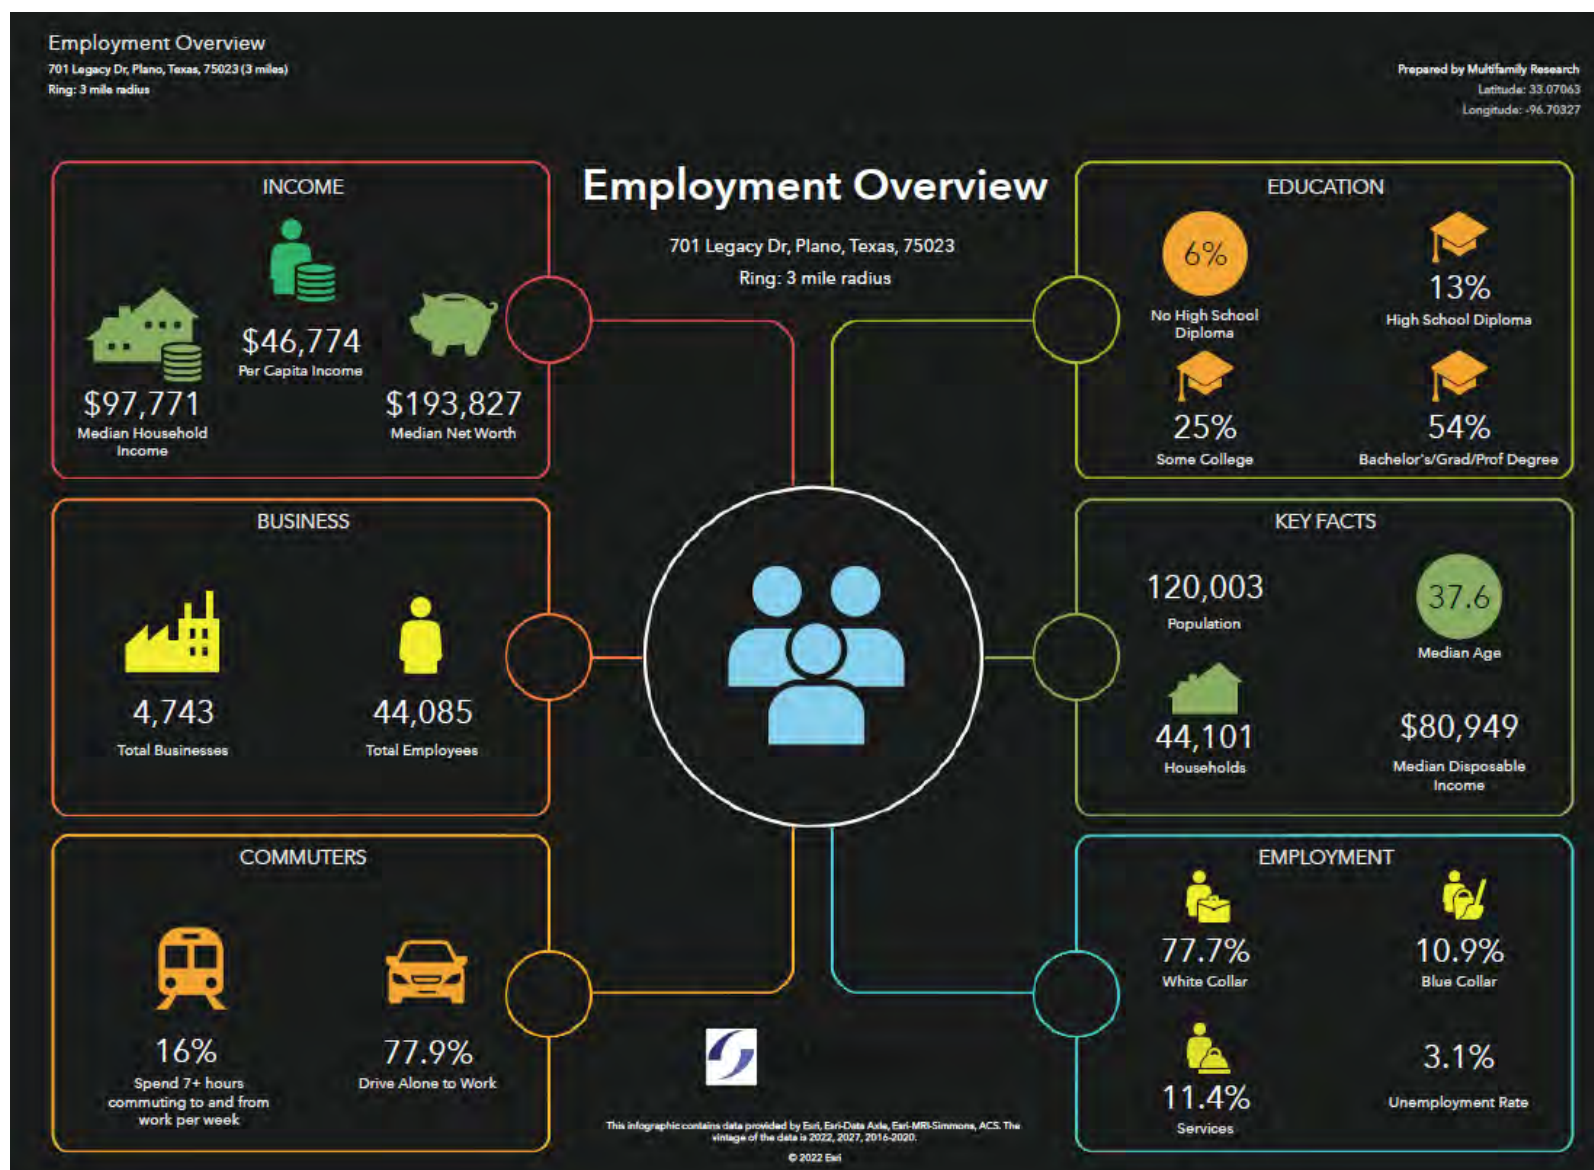 Employment Overview
701 Legacy Dr, Plano, Texas, 75023 (3 miles)
Ring: 3 mile radius
Prepared by Multifamily Research
Latitude: 33.07063
Longitude: -96.70327
Employment Overview
701 Legacy Dr, Plano, Texas, 75023
Ring: 3 mile radius
INCOME
$46,774
Per Capita Income
$97,771
Median Household
Income
$193,827
Median Net Worth
EDUCATION
6%
No High School
Diploma
13%
High School Diploma
25%
Some College
54%
Bachelor's/Grad/Prof Degree
BUSINESS
4,743
Total Businesses
44,085
Total Employees
KEY FACTS
120,003
Population
37.6
Median Age
44,101
Households
$80,949
Median Disposable
Income
COMMUTERS
16%
Spend 7+ hours
commuting to and from
work per week
77.9%
Drive Alone to Work
EMPLOYMENT
77.7%
White Collar
10.9%
Blue Collar
11.4%
Services
3.1%
Unemployment Rate
This infographic contains data provided by Esri, Esri-Data Axle, Esri-MRI-Simmons, ACS. The
vintage of the data is 2022, 2027, 2016-2020.
© 2022 Esri